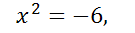 x² = −6,